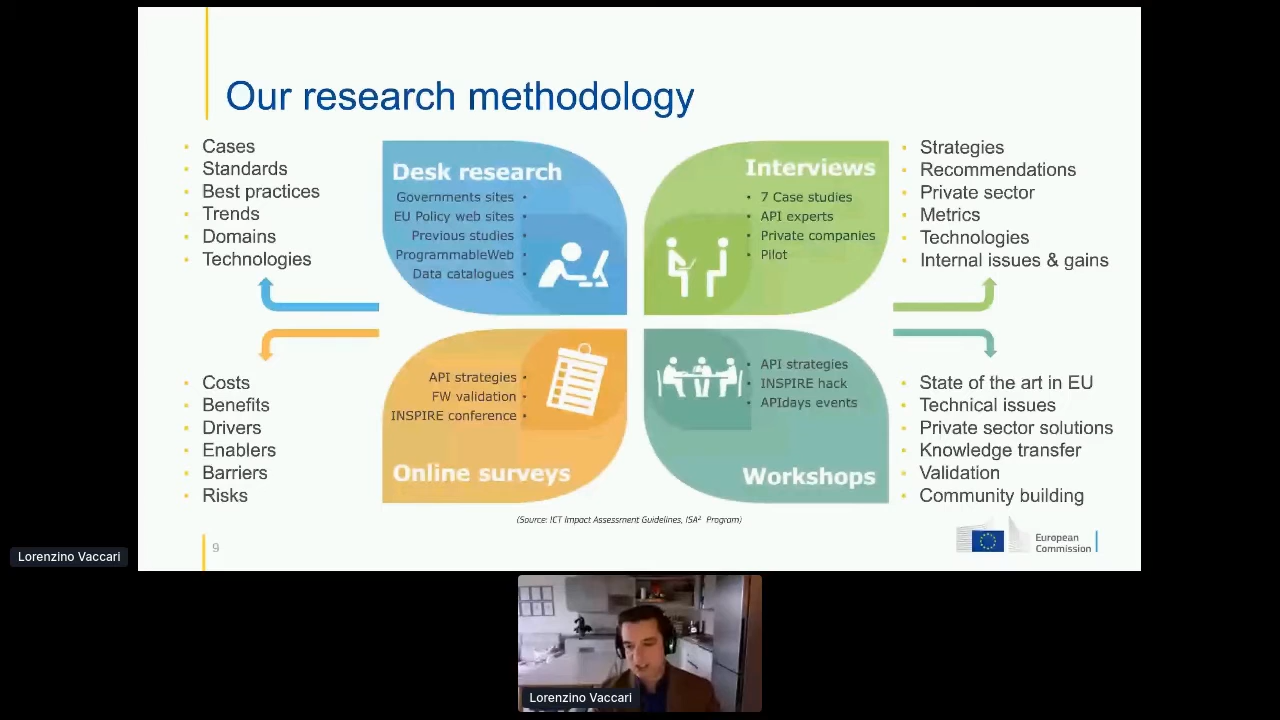 Our research methodology
Cases
Standards
Best practices
Trends
Domains
Technologies
Desk research
Governments sites
EU Policy web sites
Previous studies
ProgrammableWeb
Data catalogues
Interviews
7 Case studies
API experts
Private companies
Pilot
Strategies
Recommendations
Private sector
Metrics
Technologies
Internal issues & gains
Costs
Benefits
Drivers
Enablers
Barriers
Risks
API strategies
FW validation
INSPIRE conference
Online surveys
API strategies
INSPIRE hack
APIdays events
Workshops
State of the art in EU
Technical issues
Private sector solutions
Knowledge transfer
Validation
Community building
(Source: ICT Impact Assessment Guidelines, ISA² Program)
9
European
Commission
Lorenzino Vaccari
Lorenzino Vaccari